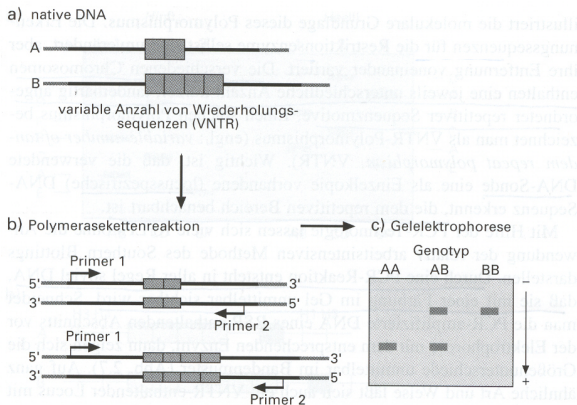 a) native DNA
A
B
variable Anzahl von Wiederholungs-
sequenzen (VNTR)
b) Polymerasekettenreaktion
c) Gelelektrophorese
Genotyp
AA AB BB
Primer 1
5' 3'
3' 5'
Primer 2
Primer 1
5' 3'
3' 5'
Primer 2
−
+